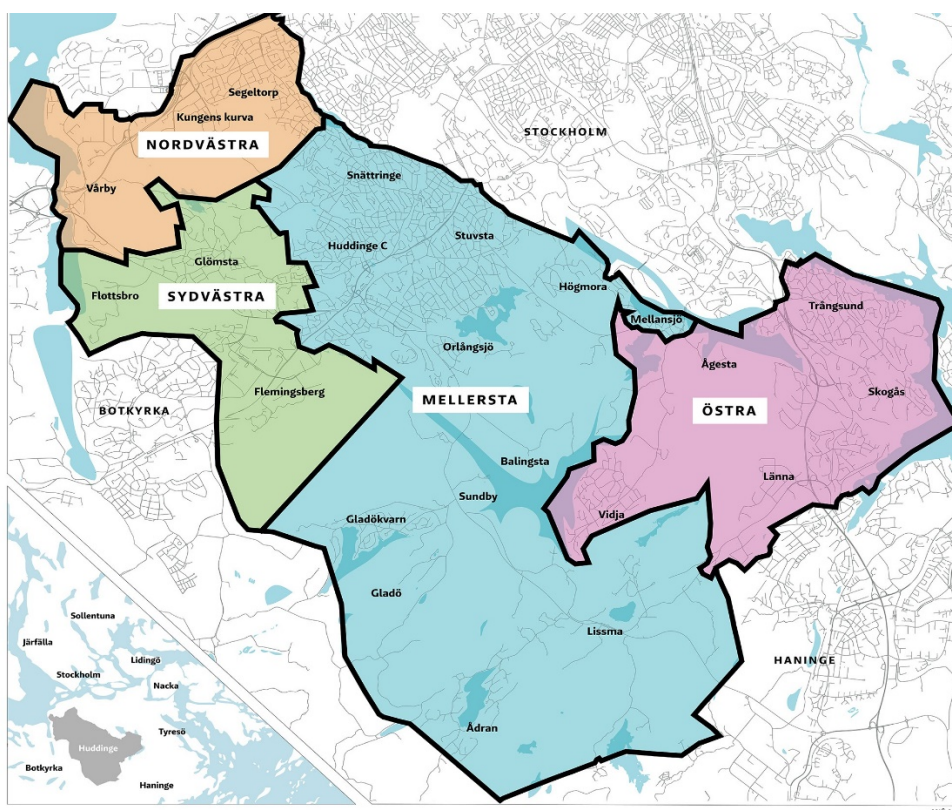 Segeltorp
Kungens kurva
NORDVÄSTRA
STOCKHOLM
Vårby
Snättringe
Stuvsta
Huddinge C
Glömsta
Flottsbro
SYDVÄSTRA
Högmora
Mellansjö
Trångsund
Orlångsjö
Ågesta
Flemingsberg
MELLERSTA
Skogås
BOTKYRKA
ÖSTRA
Balingsta
Länna
Sundby
Vidja
Gladökvarn
Gladö
Lissma
HANINGE
Ådran
Sollentuna
Järfälla
Lidingö
Stockholm
Nacka
Tyresö
Huddinge
Botkyrka
Haninge